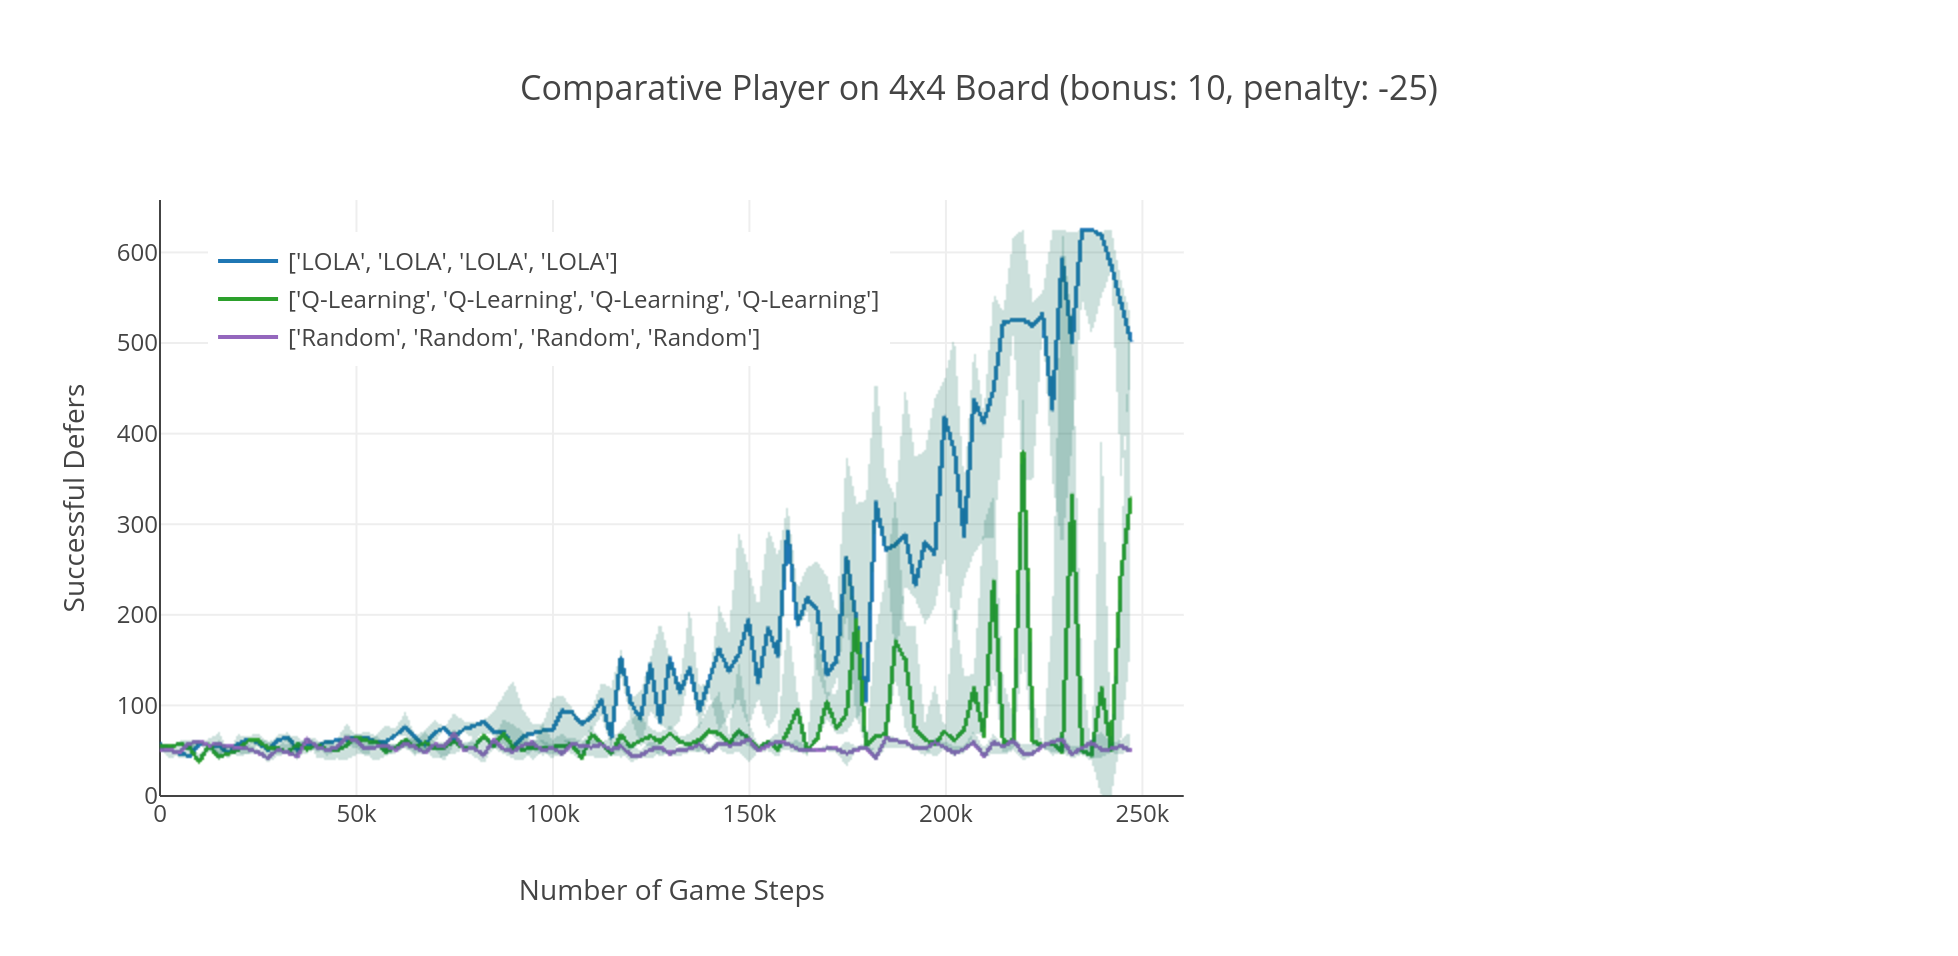 Comparative Player on 4x4 Board (bonus: 10, penalty: -25)
['LOLA', 'LOLA', 'LOLA', 'LOLA']
['Q-Learning', 'Q-Learning', 'Q-Learning', 'Q-Learning']
['Random', 'Random', 'Random', 'Random']
600
500
400
300
200
100
0
Successful Defers
0 50k 100k 150k 200k 250k
Number of Game Steps